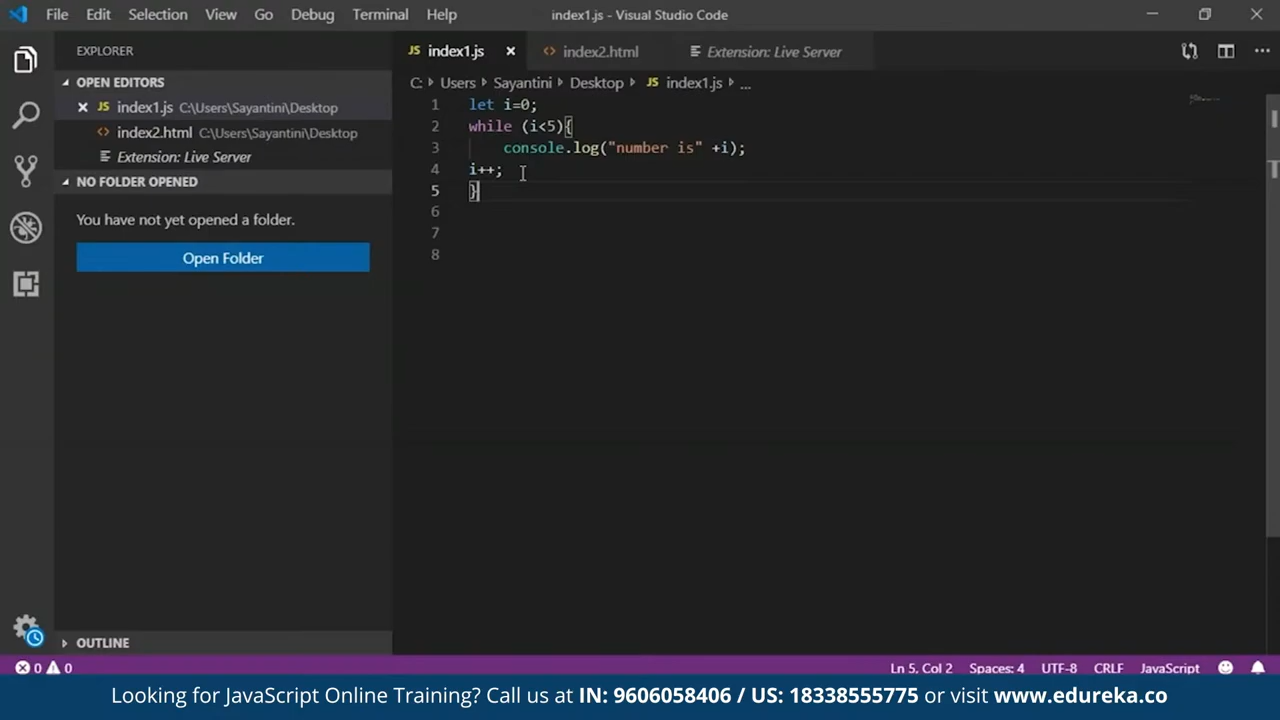 File Edit Selection View Go Debug Terminal Help index1.js - Visual Studio Code
EXPLORER
OPEN EDITORS
JS index1.js C:\Users\Sayantini\Desktop
<> index2.html C:\Users\Sayantini\Desktop
Extension: Live Server
NO FOLDER OPENED
You have not yet opened a folder.
Open Folder
OUTLINE
JS index1.js <> index2.html Extension: Live Server
C: Users Sayantini Desktop JS index1.js ...
1 let i=0;
2 while (i<5){
3 console.log("number is" +i);
4 i++;
5 }
6
7
8
0 0 Ln 5, Col 2 Spaces: 4 UTF-8 CRLF JavaScript
Looking for JavaScript Online Training? Call us at IN: 9606058406 / US: 18338555775 or visit www.edureka.co